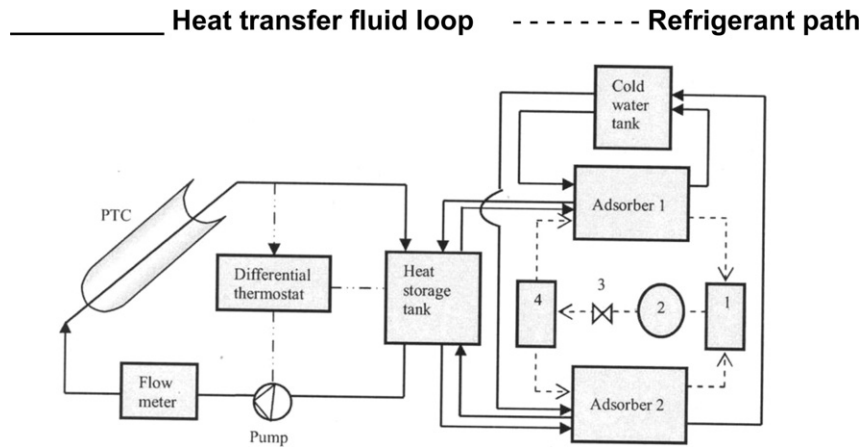 Heat transfer fluid loop
Refrigerant path
Cold
water
tank
PTC
Adsorber 1
Differential
thermostat
Heat
storage
tank
4
3
2
1
Flow
meter
Pump
Adsorber 2